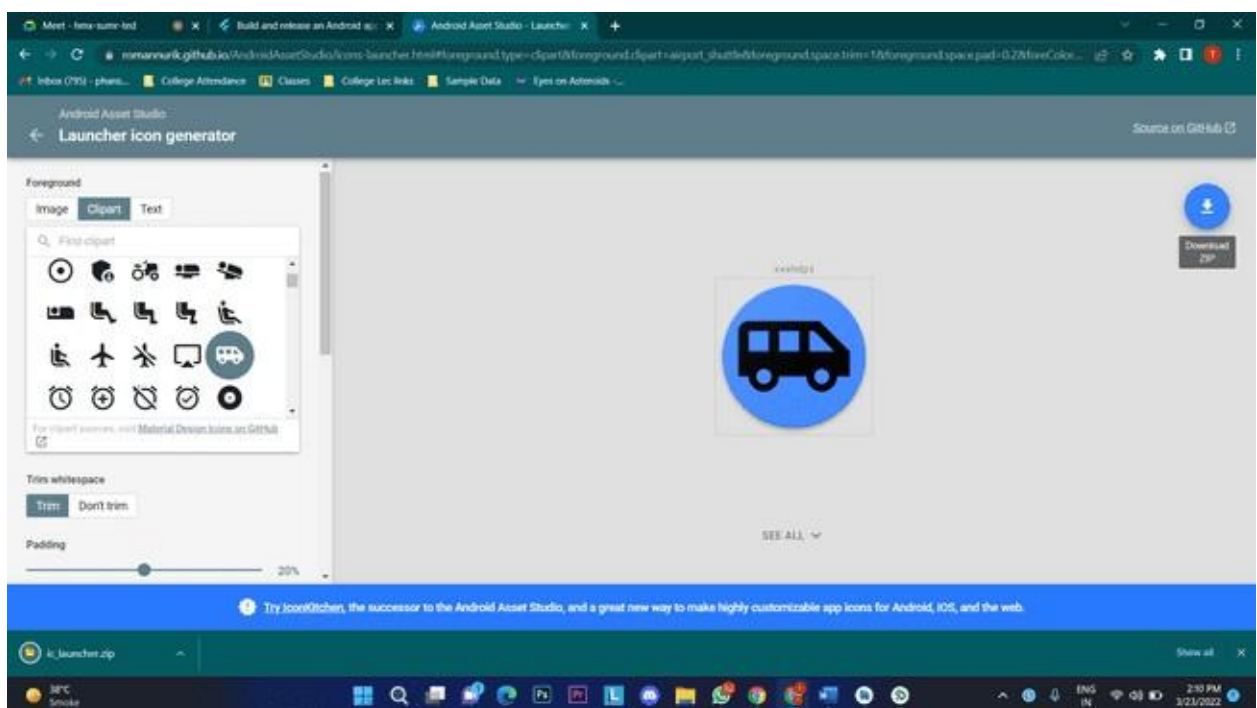 Meet - hmx-sumr-ted
Build and release an Android ap
Android Asset Studio - Launche
romannurik.github.io/AndroidAssetStudio/icons-launcher.html#foreground.type=clipart&foreground.clipart=airport_shuttle&foreground.space.trim=1&foreground.space.pad=0.2&foreColor...
Inbox (795) - phans...
College Attendance
Classes
College Lec links
Sample Data
Eyes on Asteroids -...
Android Asset Studio
Launcher icon generator
Source on GitHub
Foreground
Image Clipart Text
Find clipart
For clipart sources, visit Material Design Icons on GitHub
Trim whitespace
Trim Don't trim
Padding
20%
xxxhdpi
Download
ZIP
SEE ALL
Try IconKitchen, the successor to the Android Asset Studio, and a great new way to make highly customizable app icons for Android, iOS, and the web.
ic_launcher.zip
Show all
38°C
Smoke
Ps
Pr
L
ENG
IN
2:10 PM
3/23/2022